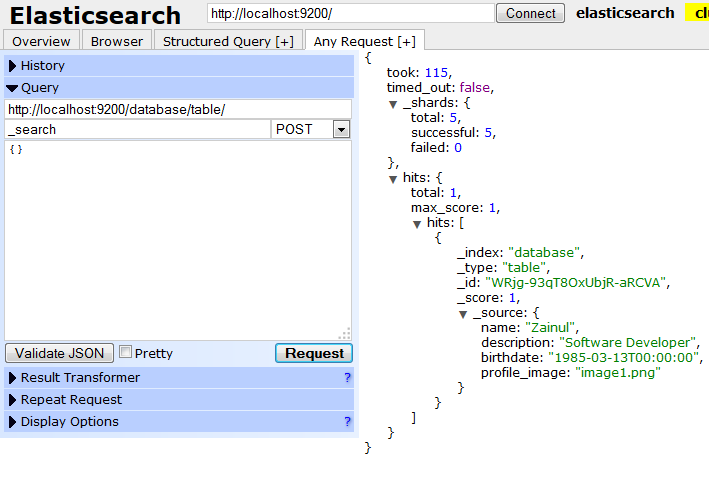 Elasticsearch http://localhost:9200/ Connect elasticsearch cl
Overview Browser Structured Query [+] Any Request [+]
History
Query
http://localhost:9200/database/table/
_search POST
{}
Validate JSON Pretty Request
Result Transformer ?
Repeat Request
Display Options ?
{
took: 115,
timed_out: false,
_shards: {
total: 5,
successful: 5,
failed: 0
},
hits: {
total: 1,
max_score: 1,
hits: [
{
_index: "database",
_type: "table",
_id: "WRjg-93qT8OxUbjR-aRCVA",
_score: 1,
_source: {
name: "Zainul",
description: "Software Developer",
birthdate: "1985-03-13T00:00:00",
profile_image: "image1.png"
}
}
]
}
}